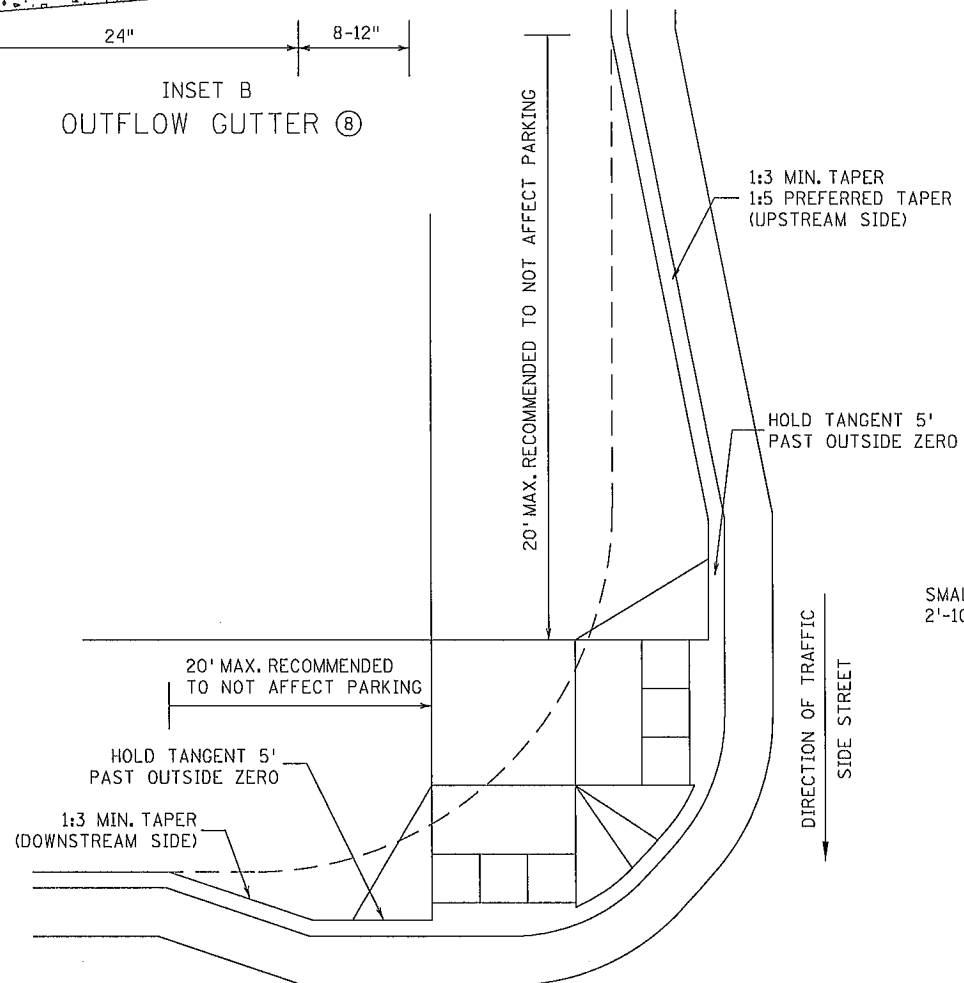 24"
8-12"
INSET B
OUTFLOW GUTTER 8
20' MAX. RECOMMENDED TO NOT AFFECT PARKING
1:3 MIN. TAPER
1:5 PREFERRED TAPER
(UPSTREAM SIDE)
HOLD TANGENT 5'
PAST OUTSIDE ZERO
DIRECTION OF TRAFFIC
SIDE STREET
20' MAX. RECOMMENDED
TO NOT AFFECT PARKING
HOLD TANGENT 5'
PAST OUTSIDE ZERO
1:3 MIN. TAPER
(DOWNSTREAM SIDE)